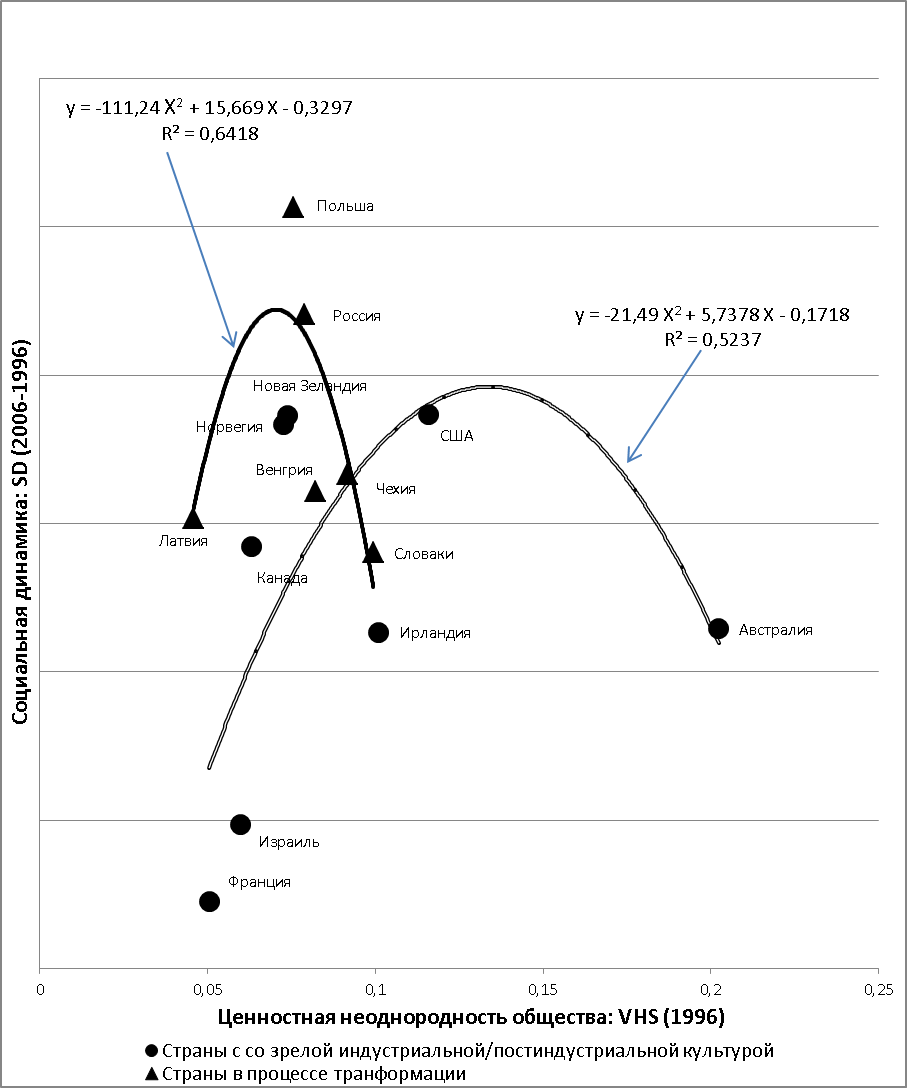 y = -111,24 X² + 15,669 X - 0,3297
R² = 0,6418
Польша
Россия
y = -21,49 X² + 5,7378 X - 0,1718
R² = 0,5237
Новая Зеландия
Норвегия
США
Венгрия
Чехия
Латвия
Словаки
Канада
Ирландия
Австралия
Израиль
Франция
Социальная динамика: SD (2006-1996)
0
0,05
0,1
0,15
0,2
0,25
Ценностная неоднородность общества: VHS (1996)
Страны с со зрелой индустриальной/постиндустриальной культурой
Страны в процессе транформации